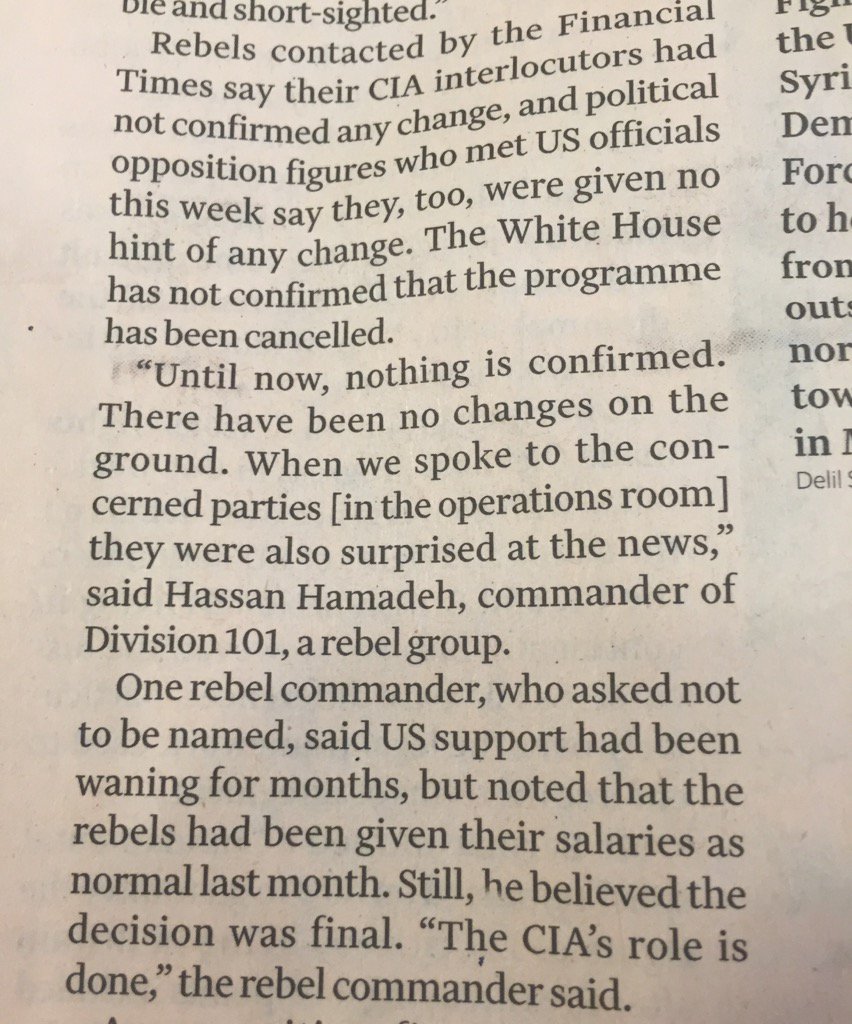 ble and short-sighted."
Rebels contacted by the Financial
Times say their CIA interlocutors had
not confirmed any change, and political
opposition figures who met US officials
this week say they, too, were given no
hint of any change. The White House
has not confirmed that the programme
has been cancelled.
“Until now, nothing is confirmed.
There have been no changes on the
ground. When we spoke to the con-
cerned parties [in the operations room]
they were also surprised at the news,”
said Hassan Hamadeh, commander of
Division 101, a rebel group.
One rebel commander, who asked not
to be named, said US support had been
waning for months, but noted that the
rebels had been given their salaries as
normal last month. Still, he believed the
decision was final. “The CIA’s role is
done,” the rebel commander said.
the
Syri
Dem
Forc
to h
from
outs
nor
tow
in
Delil